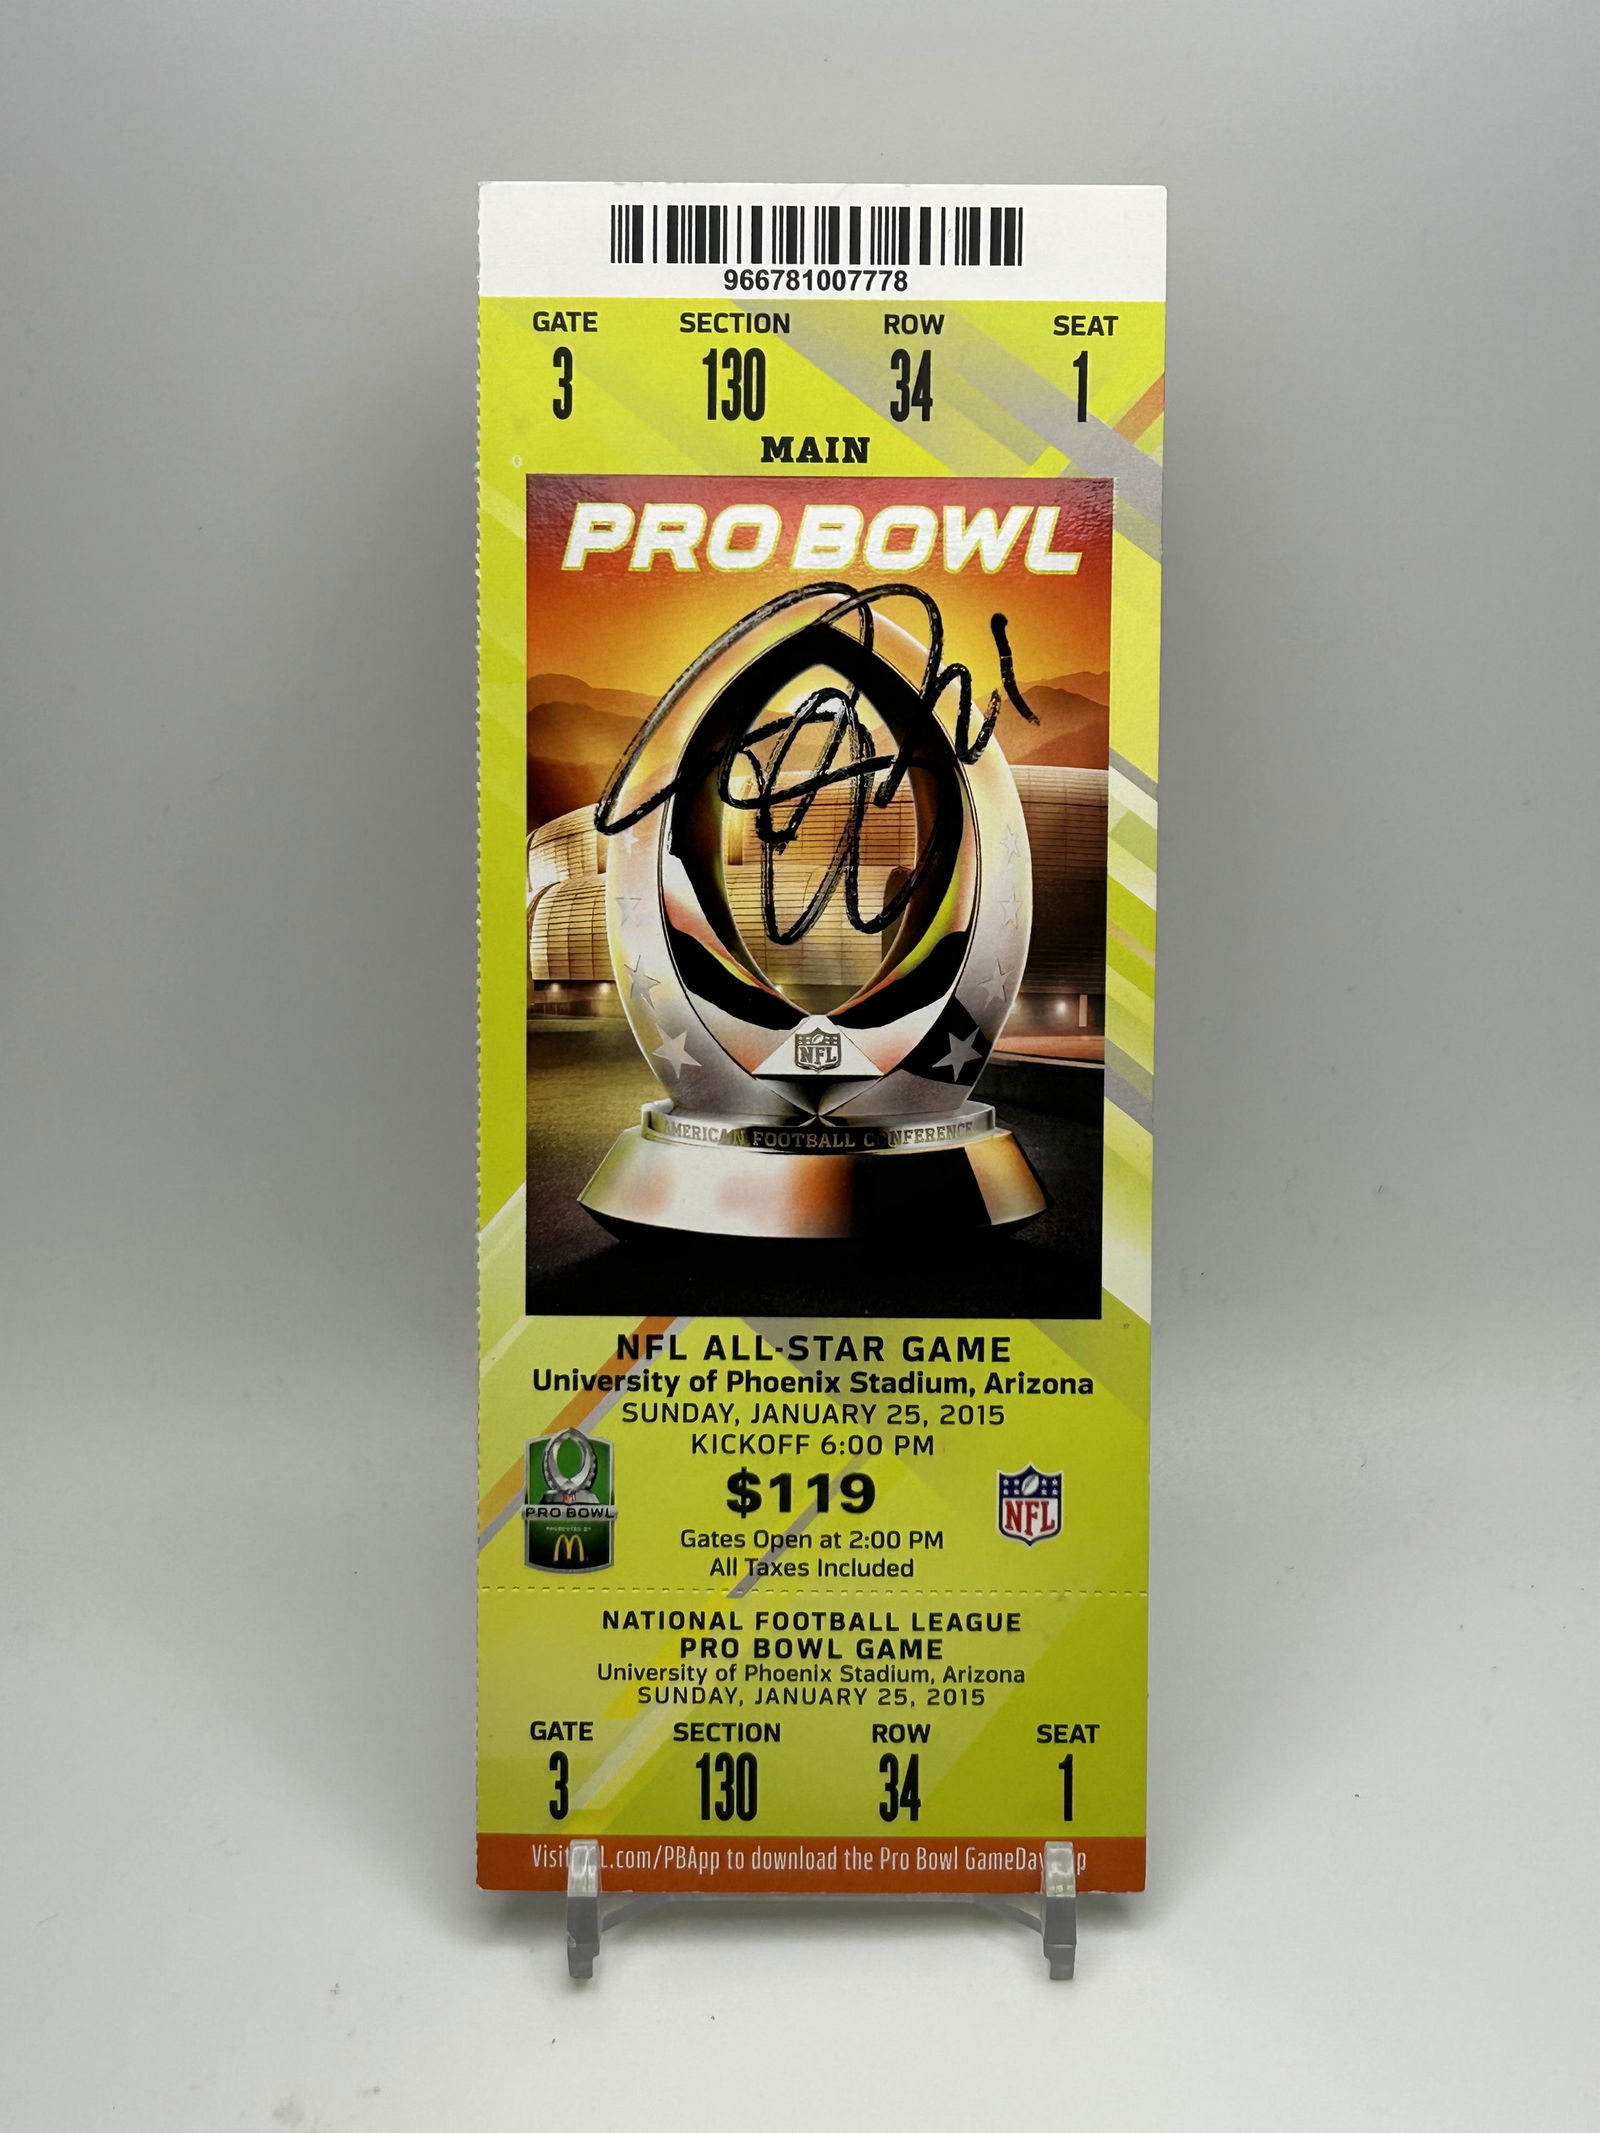 966781007778
GATE SECTION ROW SEAT
3 130 34 1
MAIN
PRO BOWL
NFL
AMERICAN FOOTBALL CONFERENCE
NFL ALL-STAR GAME
University of Phoenix Stadium, Arizona
SUNDAY, JANUARY 25, 2015
KICKOFF 6:00 PM
$119
Gates Open at 2:00 PM
All Taxes Included
PRO BOWL
PRESENTED BY
M
NFL
NATIONAL FOOTBALL LEAGUE
PRO BOWL GAME
University of Phoenix Stadium, Arizona
SUNDAY, JANUARY 25, 2015
GATE SECTION ROW SEAT
3 130 34 1
Visit .com/PBApp to download the Pro Bowl GameDay